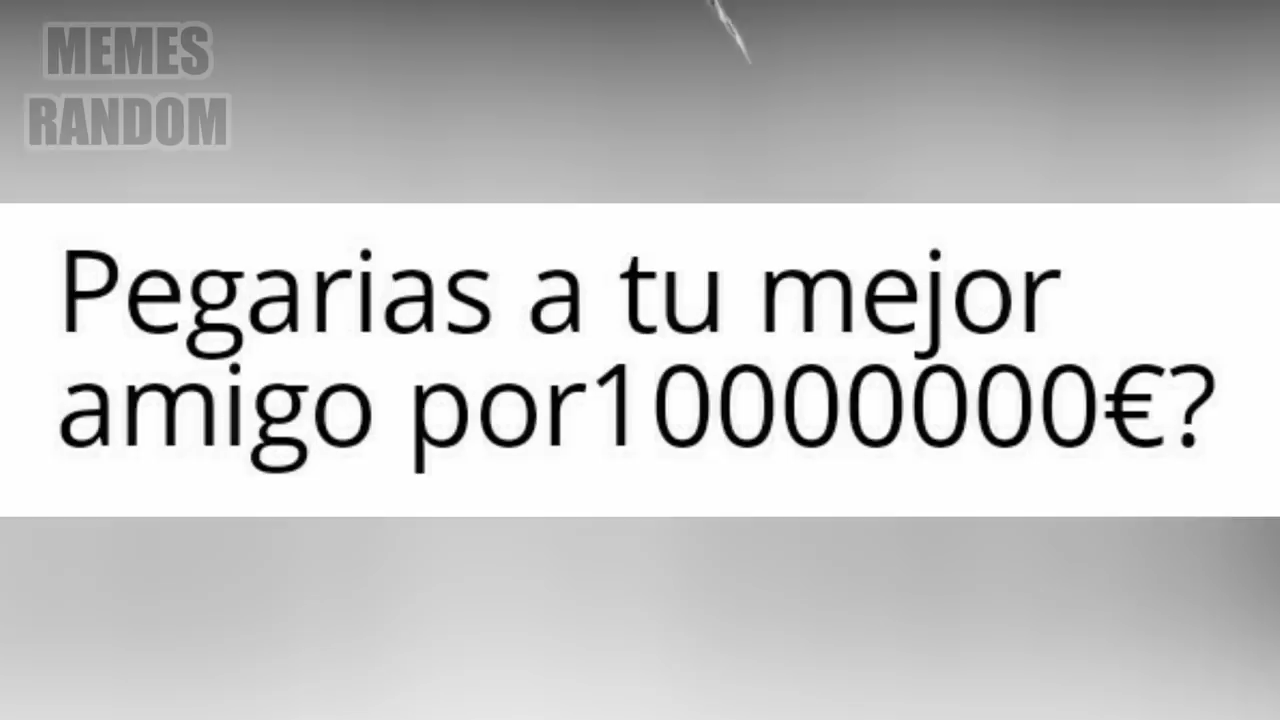 MEMES
RANDOM
Pegarias a tu mejor
amigo por10000000€?